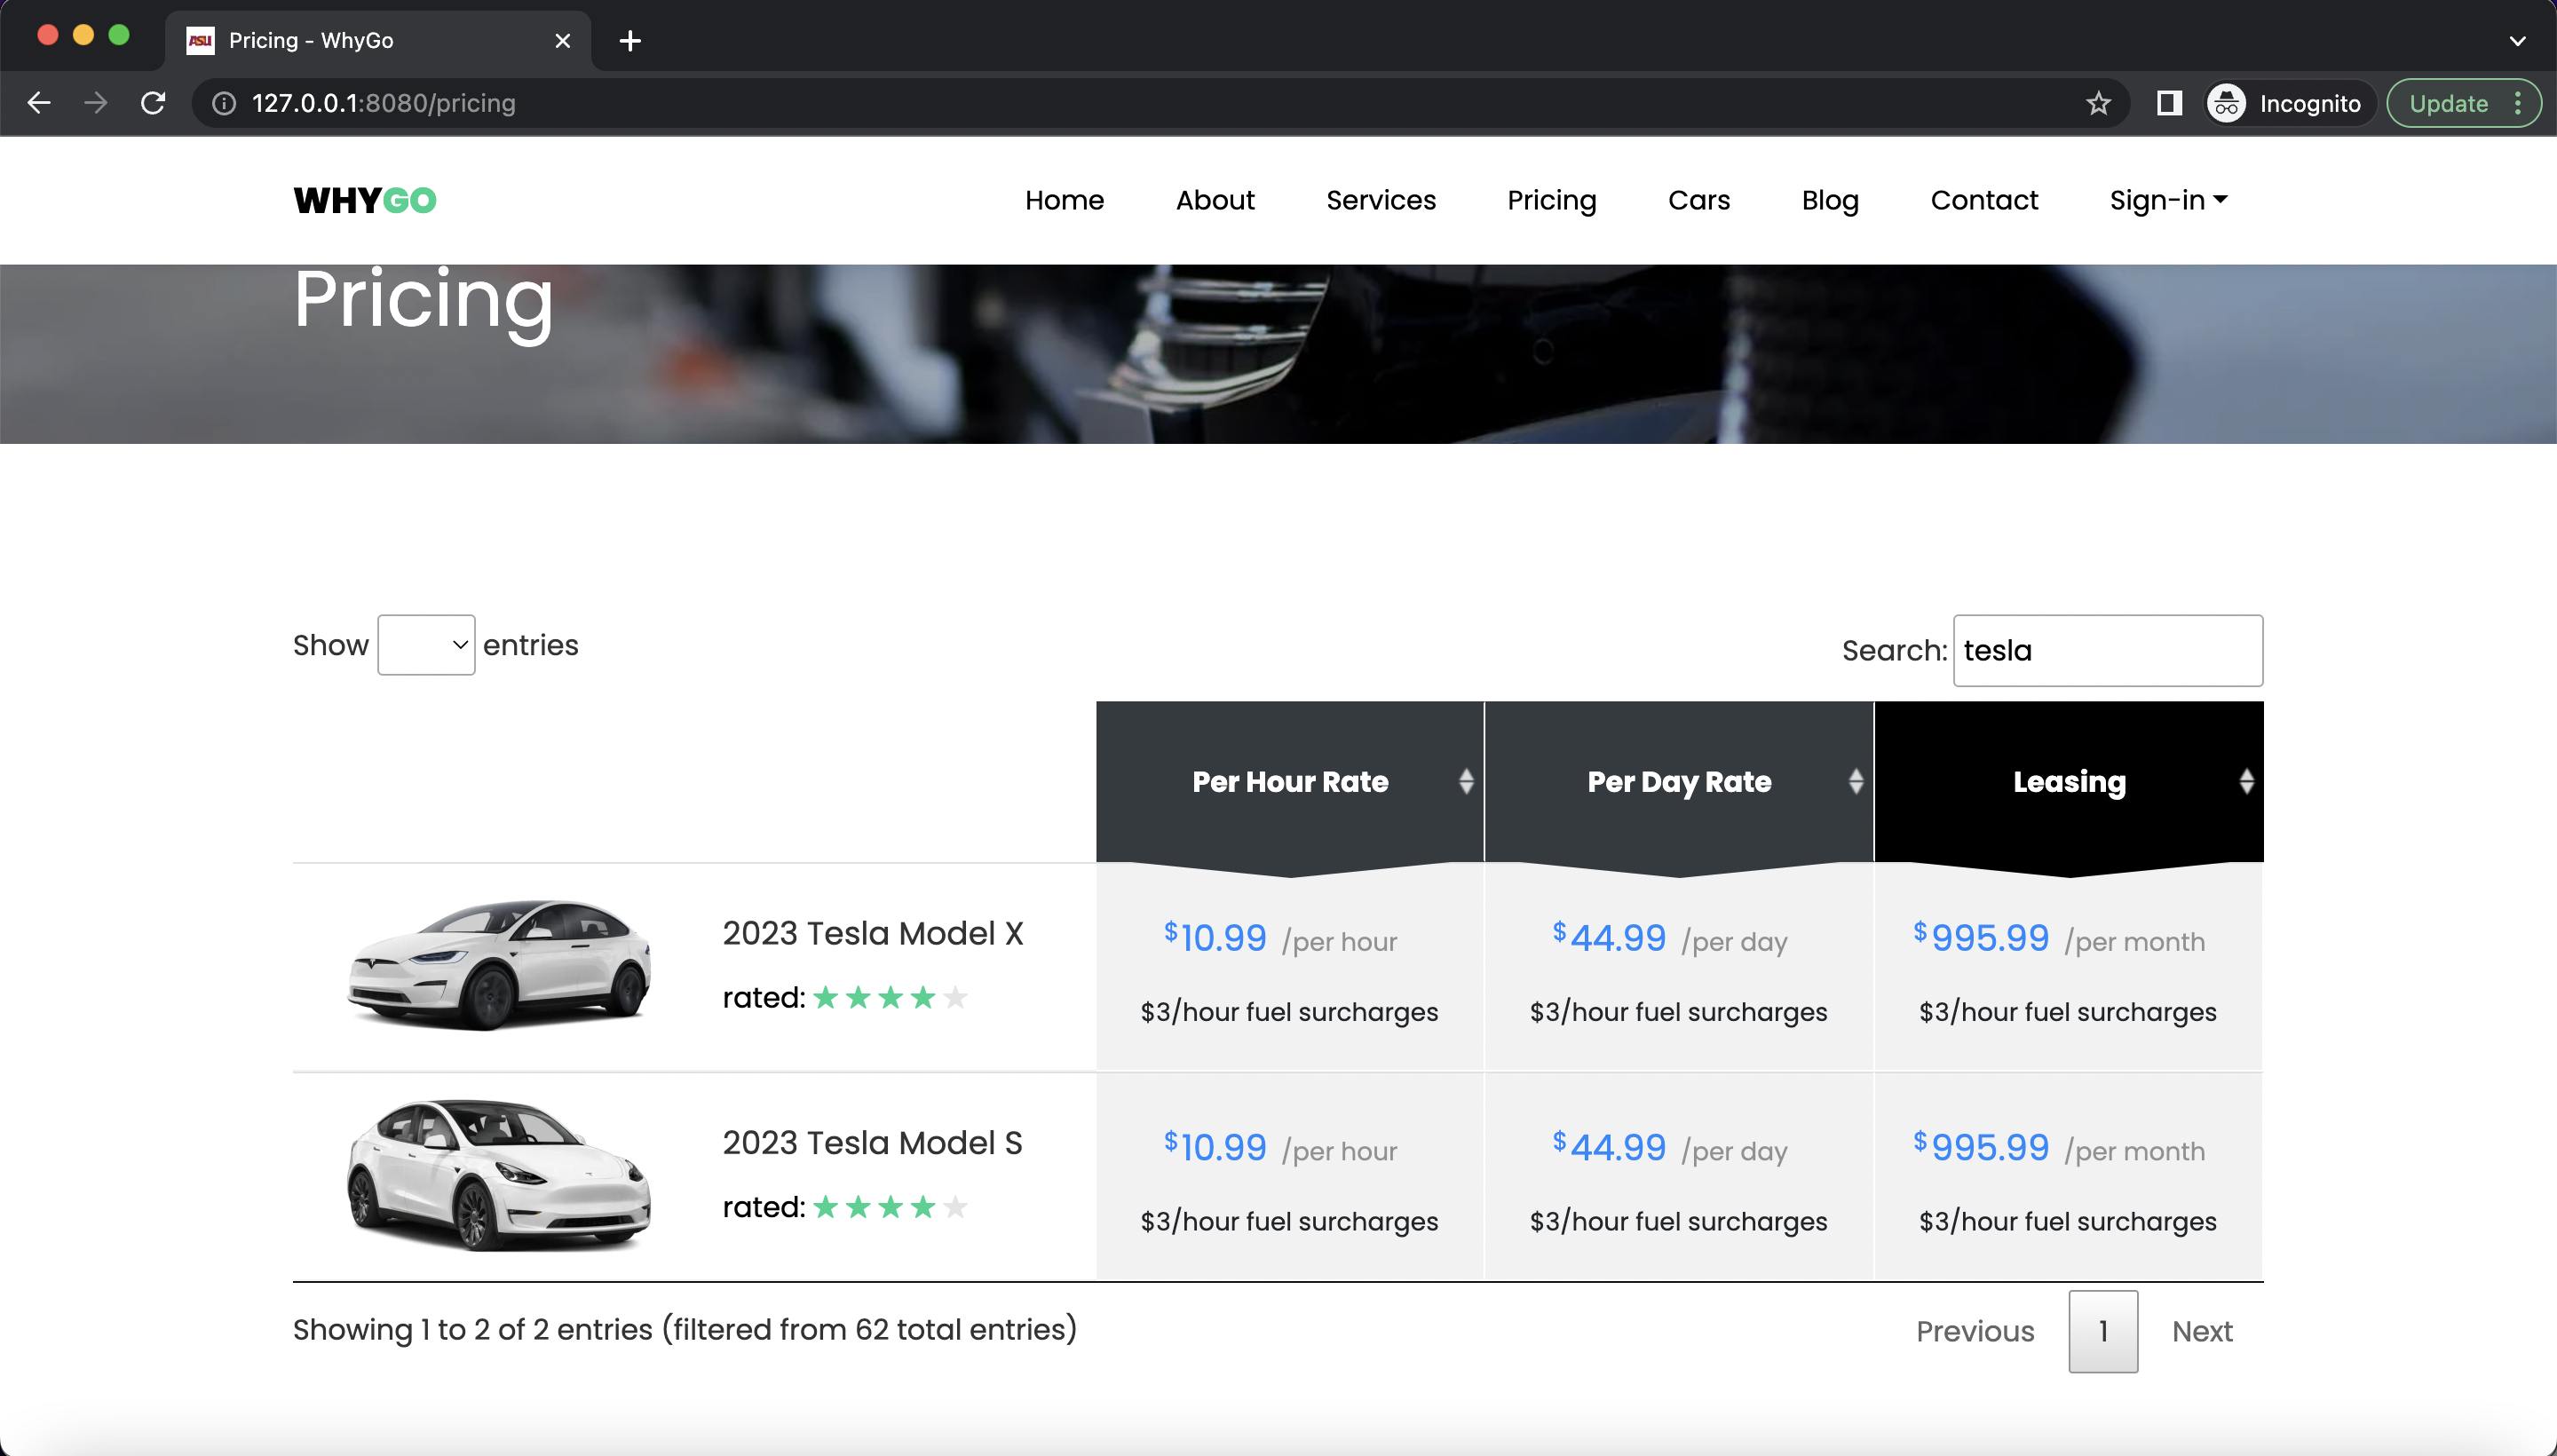 ASU Pricing - WhyGo
127.0.0.1:8080/pricing
Incognito
Update
WHYGO
Home About Services Pricing Cars Blog Contact Sign-in
Pricing
Show entries
Search: tesla
Per Hour Rate Per Day Rate Leasing
2023 Tesla Model X
rated:
$10.99 /per hour
$3/hour fuel surcharges
$44.99 /per day
$3/hour fuel surcharges
$995.99 /per month
$3/hour fuel surcharges
2023 Tesla Model S
rated:
$10.99 /per hour
$3/hour fuel surcharges
$44.99 /per day
$3/hour fuel surcharges
$995.99 /per month
$3/hour fuel surcharges
Showing 1 to 2 of 2 entries (filtered from 62 total entries)
Previous 1 Next